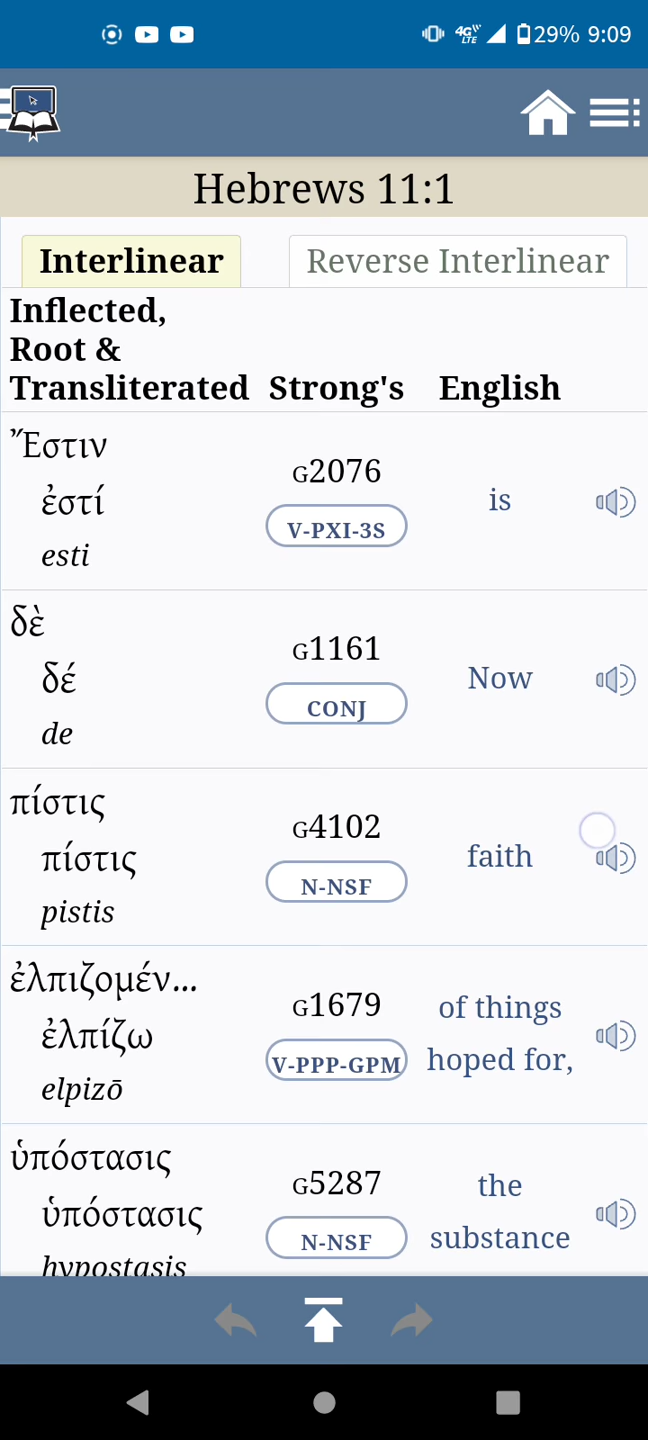 29% 9:09
Hebrews 11:1
Interlinear Reverse Interlinear
Inflected,
Root &
Transliterated Strong's English
Ἔστιν
ἐστί
esti
G2076
V-PXI-3S
is
δὲ
δέ
de
G1161
CONJ
Now
πίστις
πίστις
pistis
G4102
N-NSF
faith
ἐλπιζομέν...
ἐλπίζω
elpizō
G1679
V-PPP-GPM
of things
hoped for,
ὑπόστασις
ὑπόστασις
hypostasis
G5287
N-NSF
the
substance